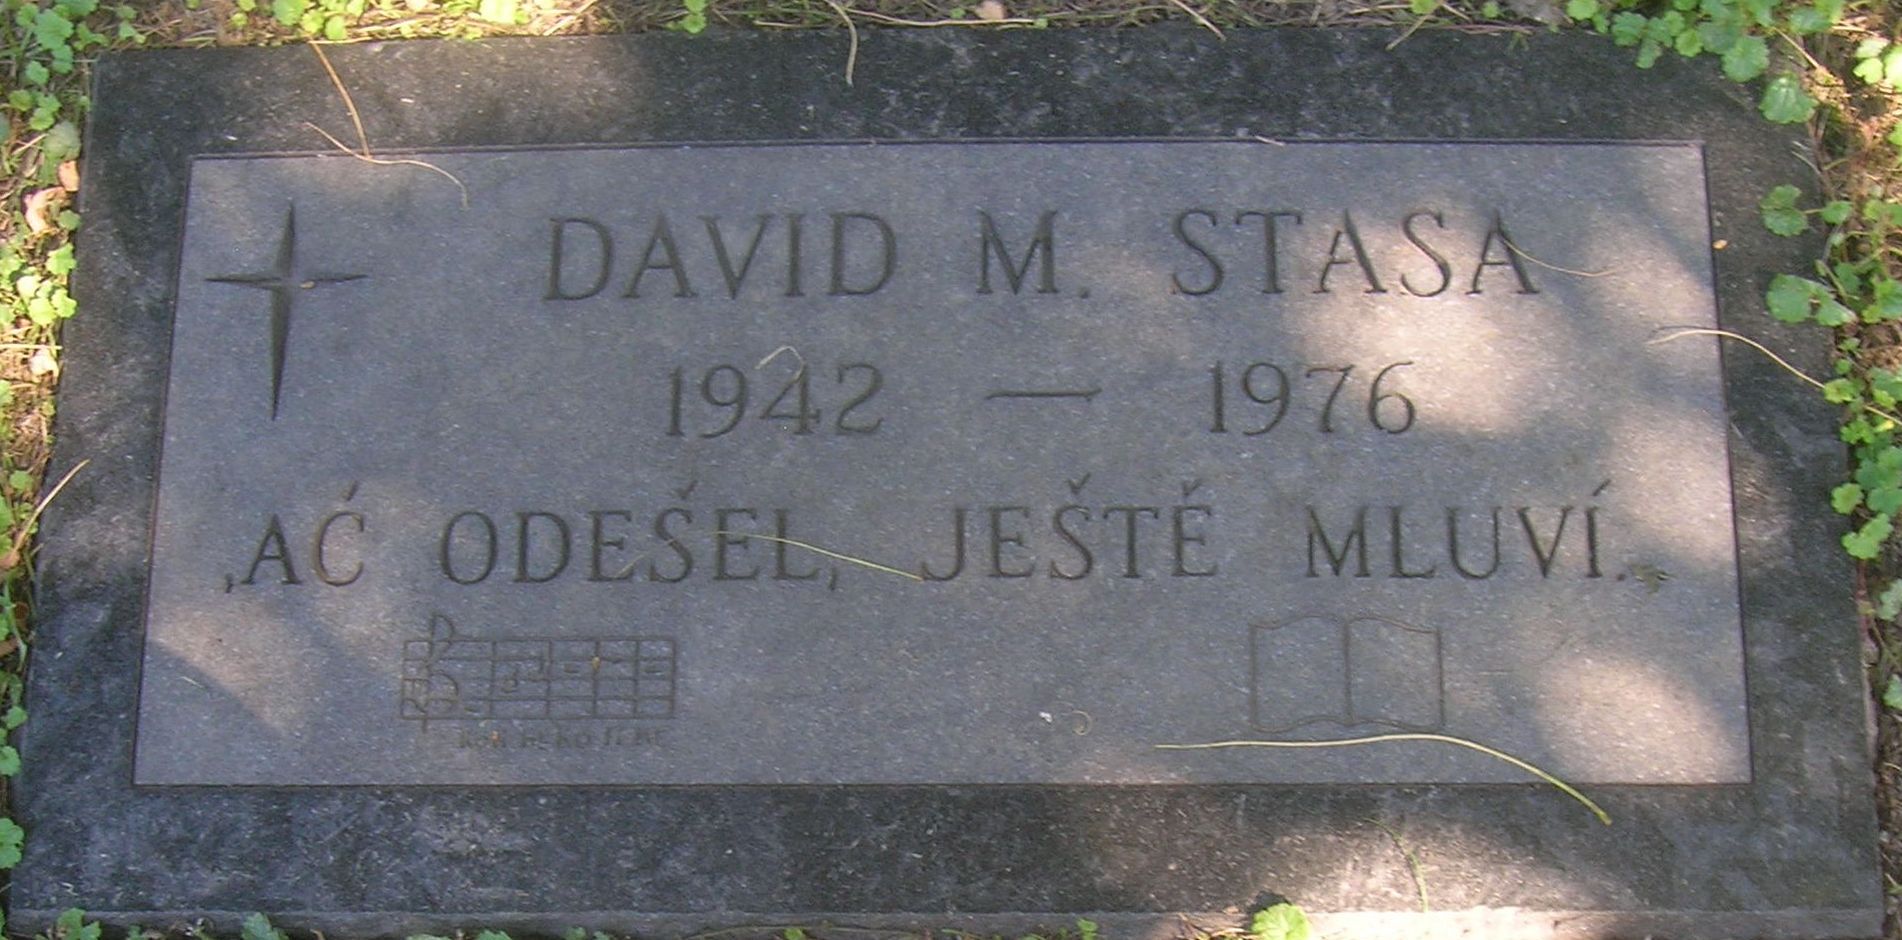 DAVID M. STASA
1942 — 1976
‚AĆ ODEŠEL, JEŠTĚ MLUVÍ.